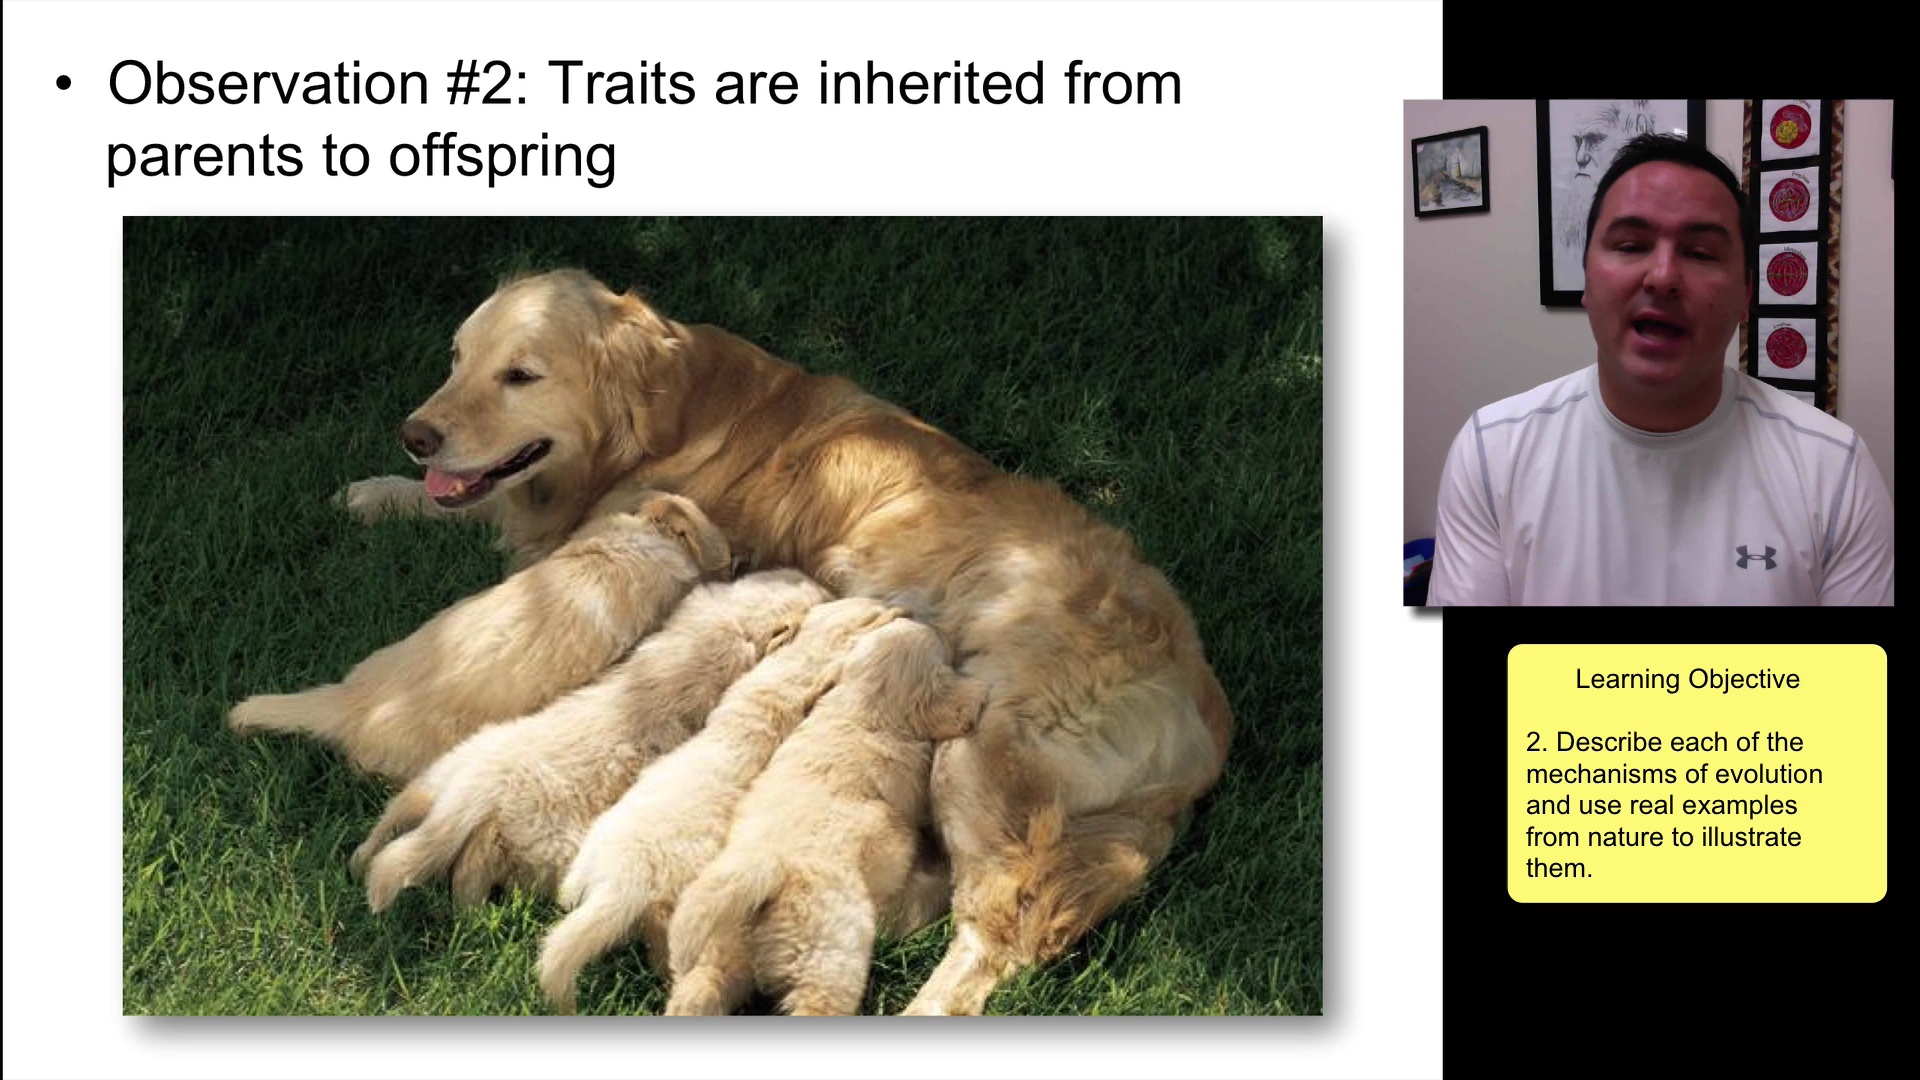 • Observation #2: Traits are inherited from
parents to offspring
Learning Objective
2. Describe each of the
mechanisms of evolution
and use real examples
from nature to illustrate
them.